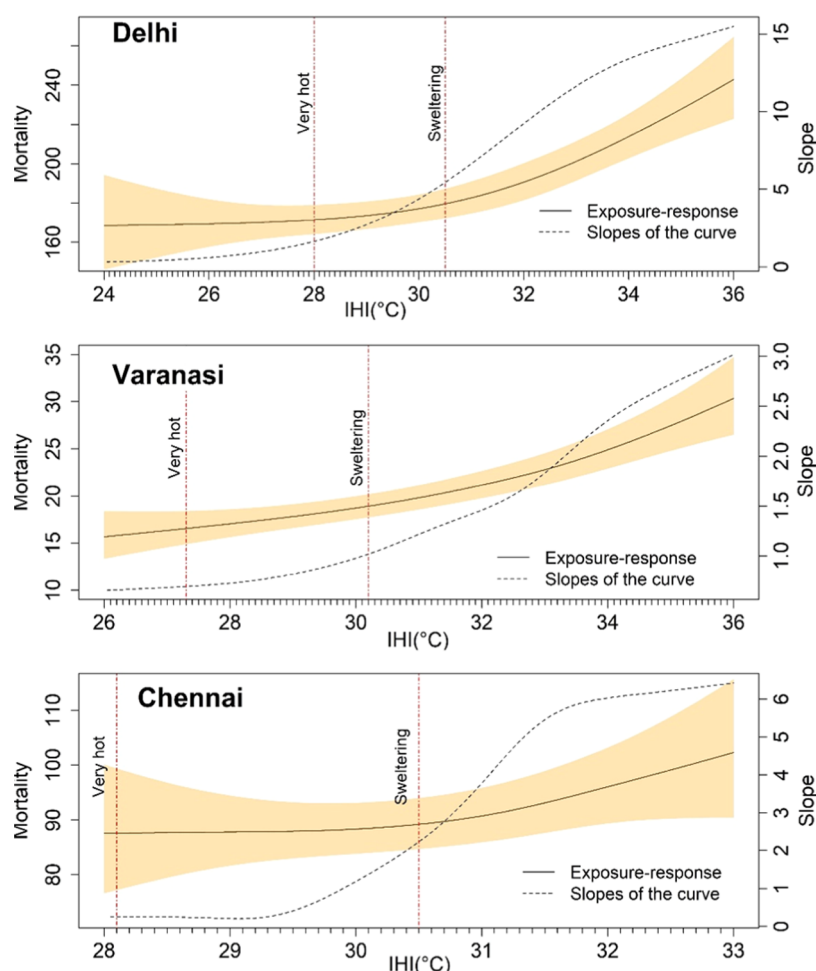 Delhi
Mortality
240
200
160
Very hot
Sweltering
15
10
5
0
Slope
Exposure-response
Slopes of the curve
24 26 28 30 32 34 36
IHI(°C)
Varanasi
Mortality
35
30
25
20
15
10
Very hot
Sweltering
3.0
2.5
2.0
1.5
1.0
Slope
Exposure-response
Slopes of the curve
26 28 30 32 34 36
IHI(°C)
Chennai
Mortality
110
100
90
80
Very hot
Sweltering
6
5
4
3
2
1
0
Slope
Exposure-response
Slopes of the curve
28 29 30 31 32 33
IHI(°C)